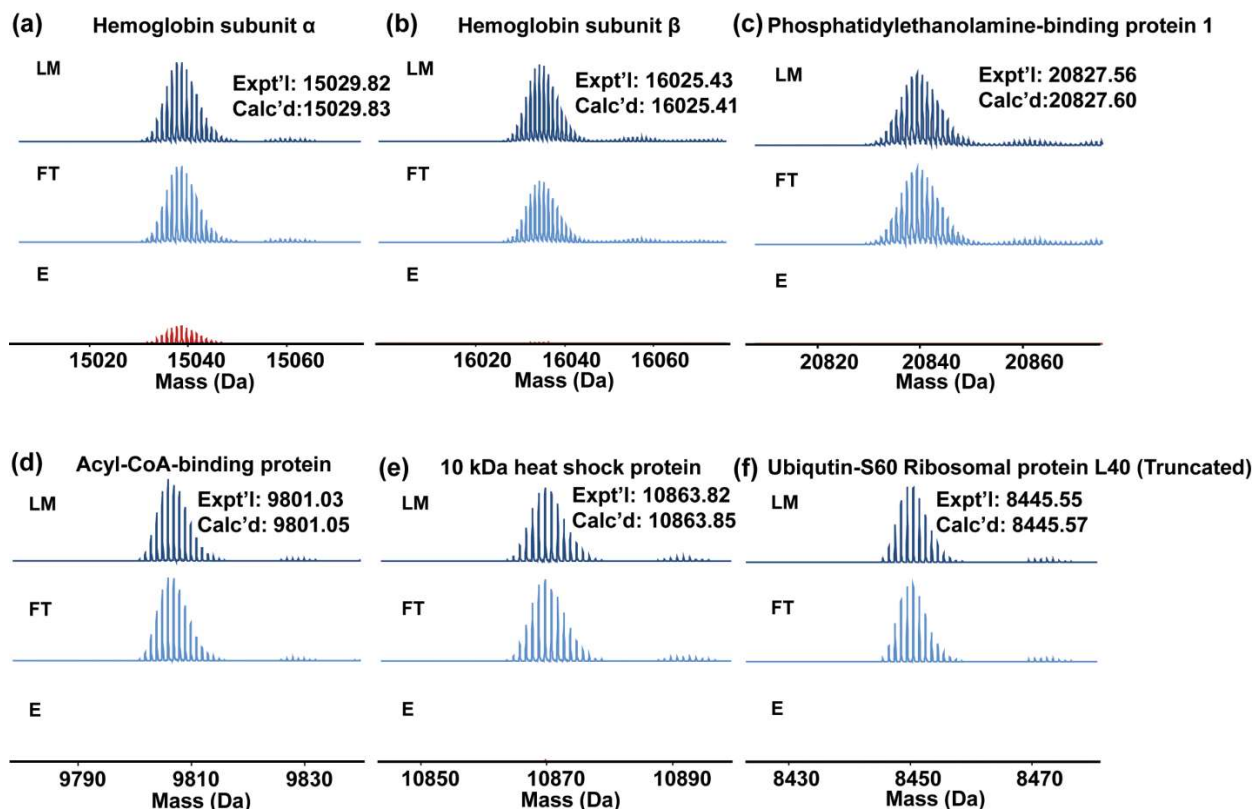 (a) Hemoglobin subunit α
LM
Expt'l: 15029.82
Calc'd:15029.83
FT
E
15020 15040 15060
Mass (Da)
(b) Hemoglobin subunit β
LM
Expt'l: 16025.43
Calc'd: 16025.41
FT
E
16020 16040 16060
Mass (Da)
(c) Phosphatidylethanolamine-binding protein 1
LM
Expt'l: 20827.56
Calc'd:20827.60
FT
E
20820 20840 20860
Mass (Da)
(d) Acyl-CoA-binding protein
LM
Expt'l: 9801.03
Calc'd: 9801.05
FT
E
9790 9810 9830
Mass (Da)
(e) 10 kDa heat shock protein
LM
Expt'l: 10863.82
Calc'd: 10863.85
FT
E
10850 10870 10890
Mass (Da)
(f) Ubiqutin-S60 Ribosomal protein L40 (Truncated)
LM
Expt'l: 8445.55
Calc'd: 8445.57
FT
E
8430 8450 8470
Mass (Da)